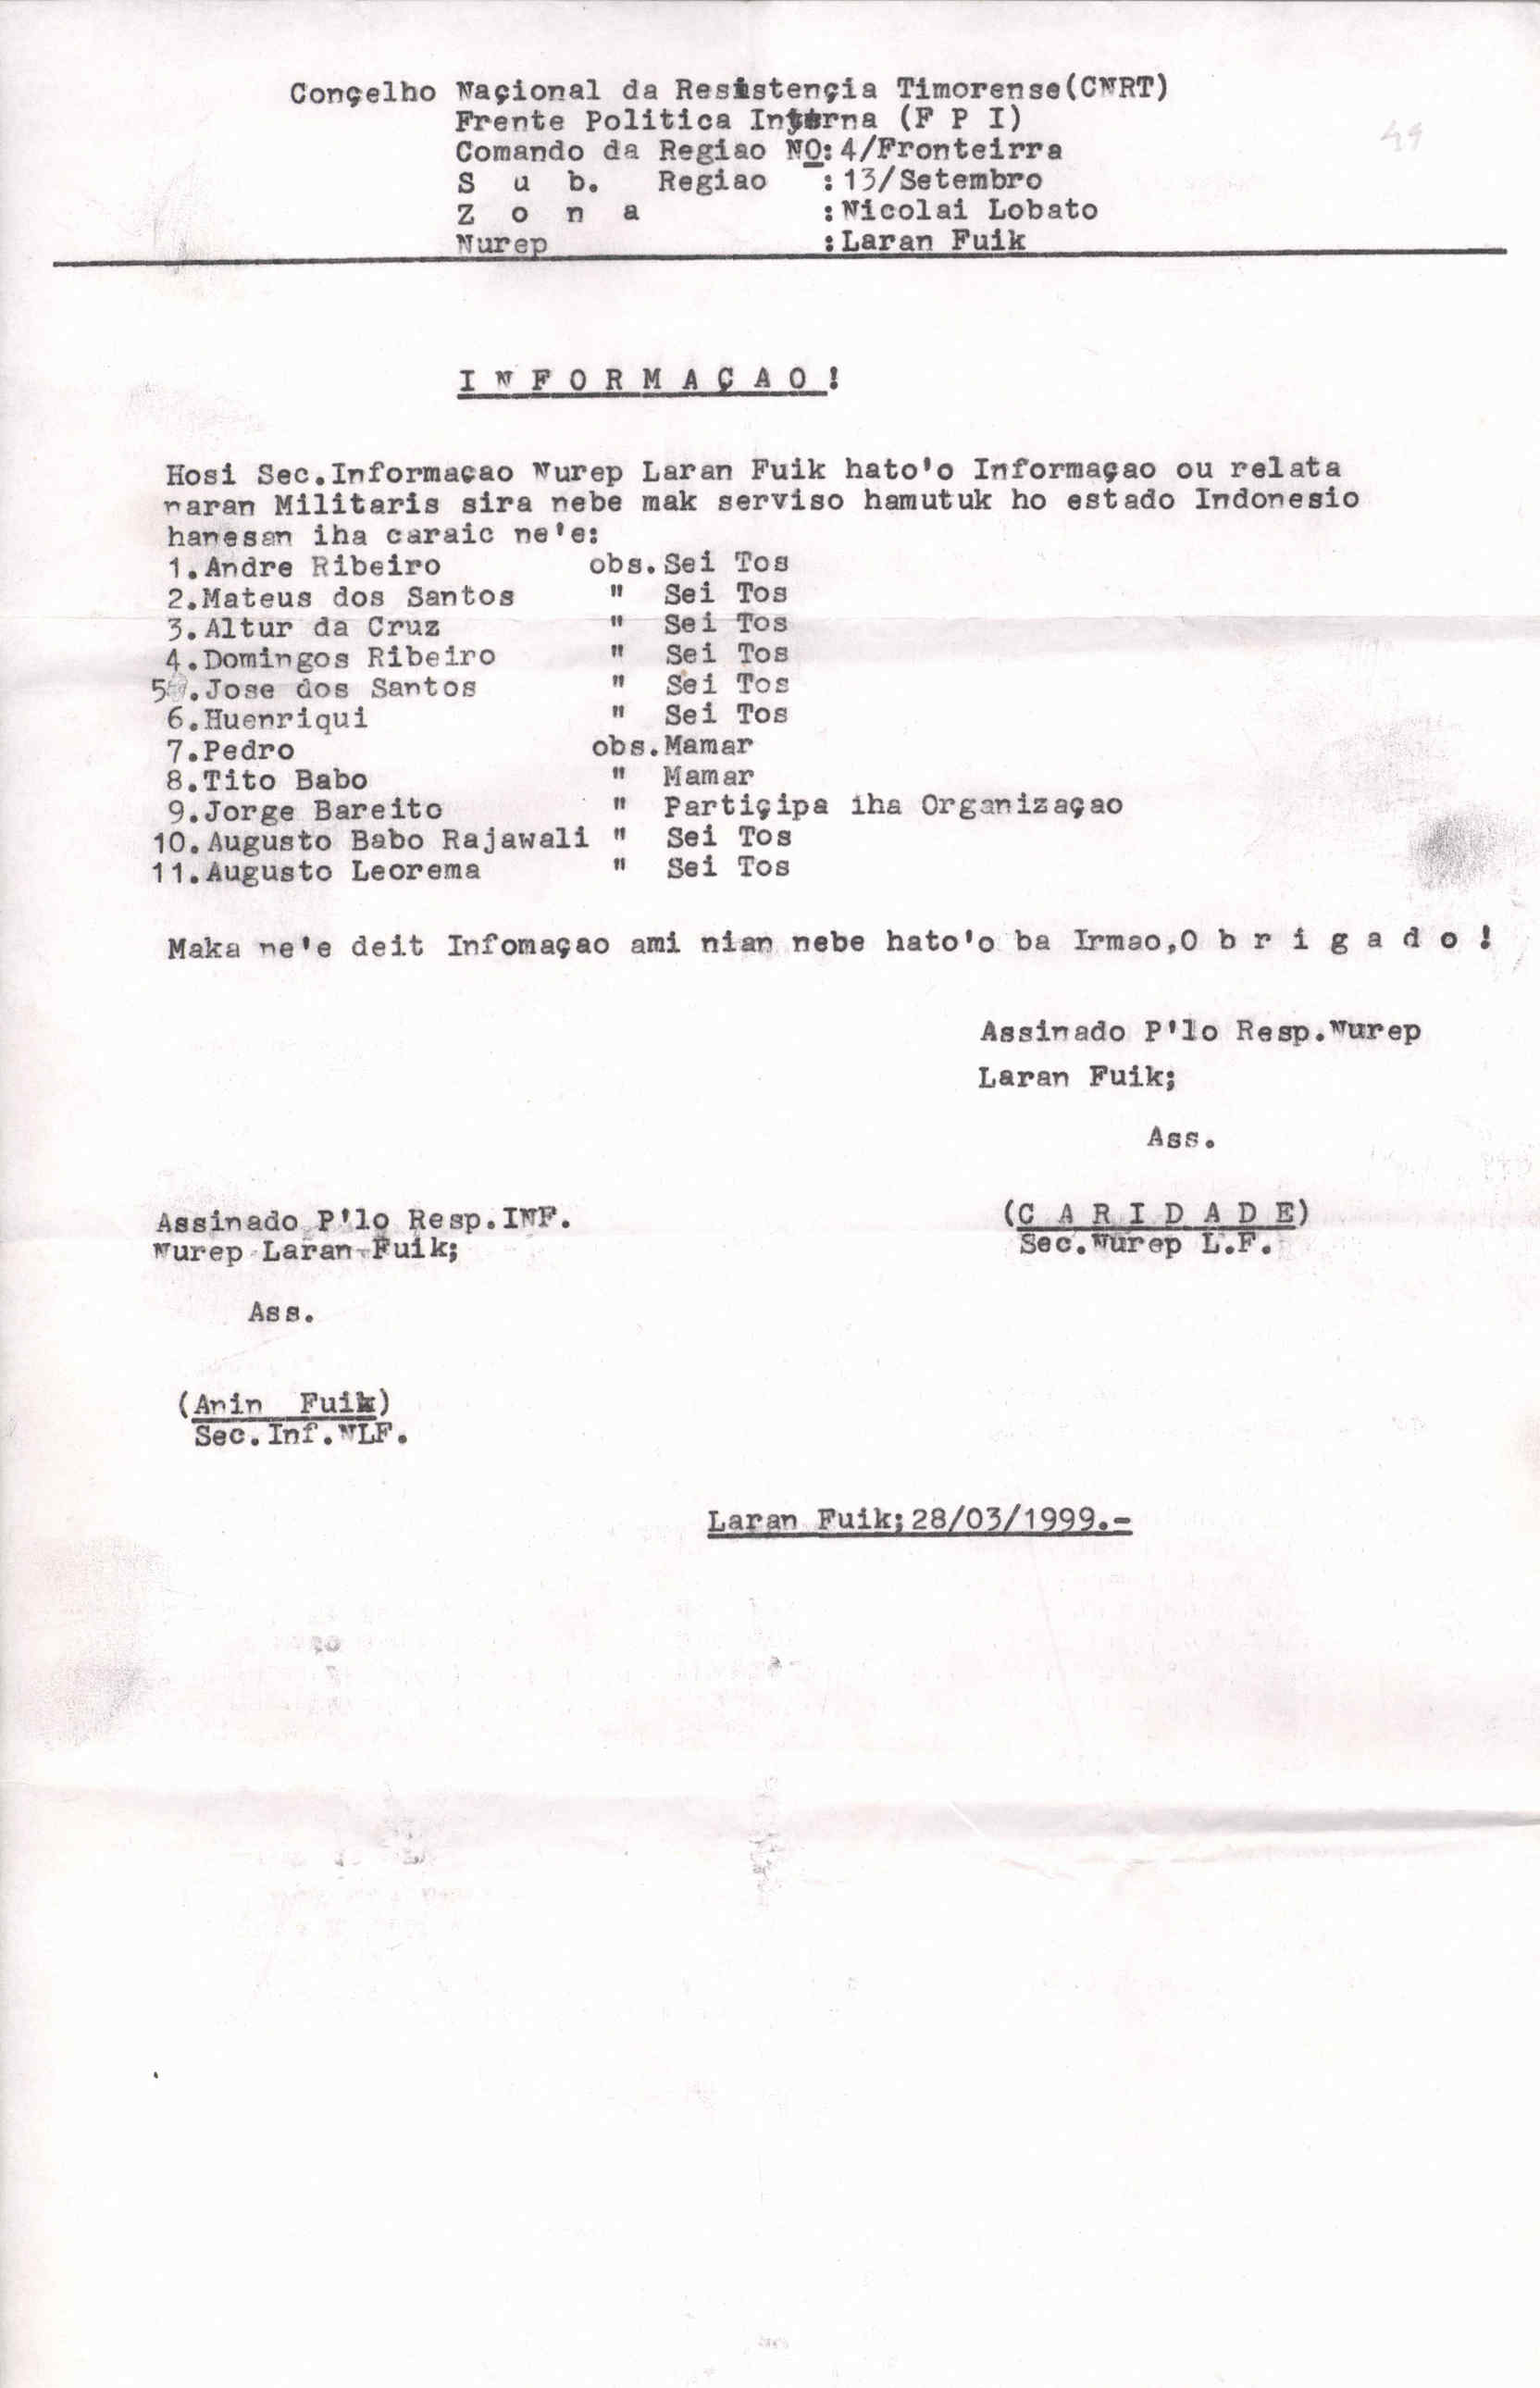 49
Conçelho Naçional da Resistençia Timorense(CNRT)
Frente Politica Interna (F P I)
Comando da Regiao NO:4/Fronteirra
S u b. Regiao :13/Setembro
Z o n a :Nicolai Lobato
Nurep :Laran Fuik
I N F O R M A Ç A O !
Hosi Sec.Informaçao Nurep Laran Fuik hato'o Informaçao ou relata
naran Militaris sira nebe mak serviso hamutuk ho estado Indonesio
hanesan iha caraic ne'e:
1.Andre Ribeiro obs.Sei Tos
2.Mateus dos Santos " Sei Tos
3.Altur da Cruz " Sei Tos
4.Domingos Ribeiro " Sei Tos
5.Jose dos Santos " Sei Tos
6.Huenriqui " Sei Tos
7.Pedro obs.Mamar
8.Tito Babo " Mamar
9.Jorge Bareito " Partiçipa iha Organizaçao
10.Augusto Babo Rajawali " Sei Tos
11.Augusto Leorema " Sei Tos
Maka ne'e deit Infomaçao ami nian nebe hato'o ba Irmao,O b r i g a d o !
Assinado P'lo Resp.Nurep
Laran Fuik;
Ass.
(C A R I D A D E)
Sec.Nurep L.F.
Assinado P'lo Resp.INF.
Nurep Laran Fuik;
Ass.
(Anin Fuik)
Sec.Inf.NLF.
Laran Fuik;28/03/1999.-